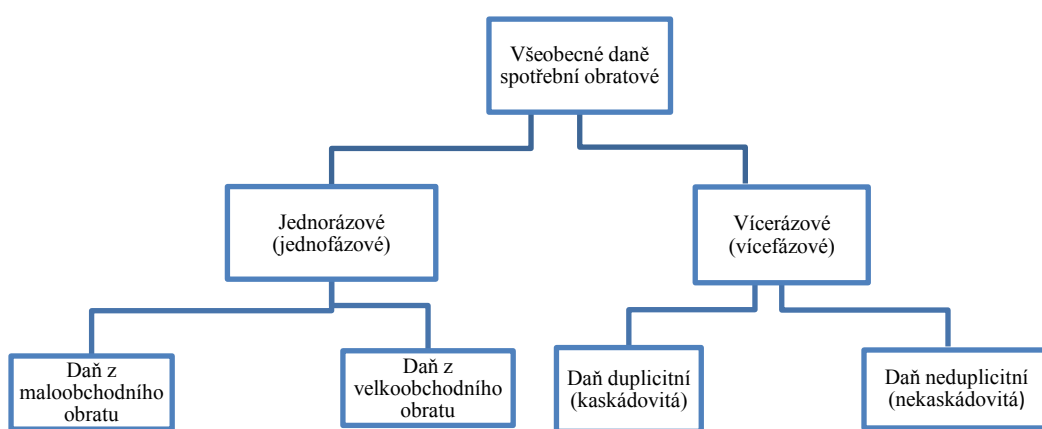 Všeobecné daně
spotřební obratové
Jednorázové
(jednofázové)
Vícerázové
(vícefázové)
Daň z
maloobchodního
obratu
Daň z
velkoobchodního
obratu
Daň duplicitní
(kaskádovitá)
Daň neduplicitní
(nekaskádovitá)